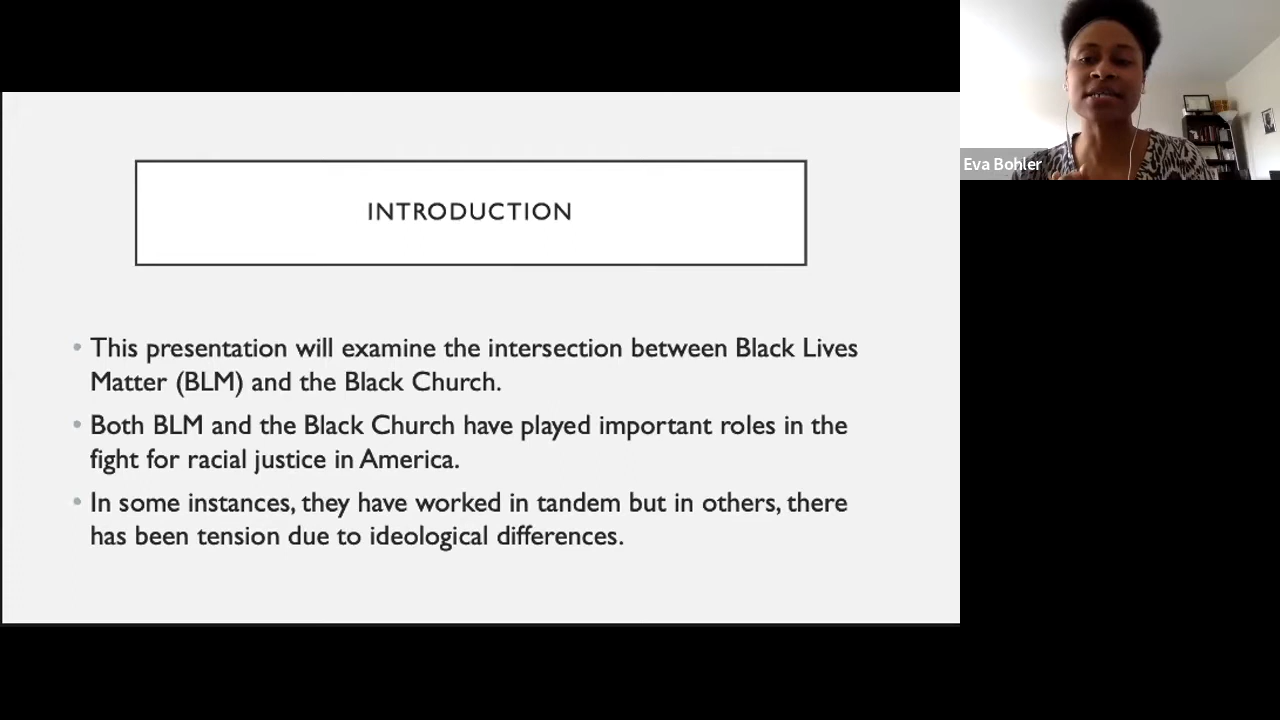 INTRODUCTION
• This presentation will examine the intersection between Black Lives
Matter (BLM) and the Black Church.
• Both BLM and the Black Church have played important roles in the
fight for racial justice in America.
• In some instances, they have worked in tandem but in others, there
has been tension due to ideological differences.
Eva Bohler